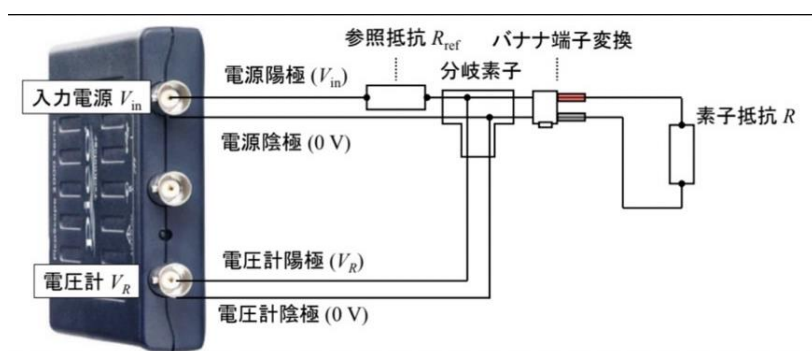 参照抵抗 Rref
バナナ端子変換
電源陽極 (Vin)
分岐素子
入力電源 Vin
電源陰極 (0 V)
素子抵抗 R
電圧計陽極 (VR)
電圧計 VR
電圧計陰極 (0 V)